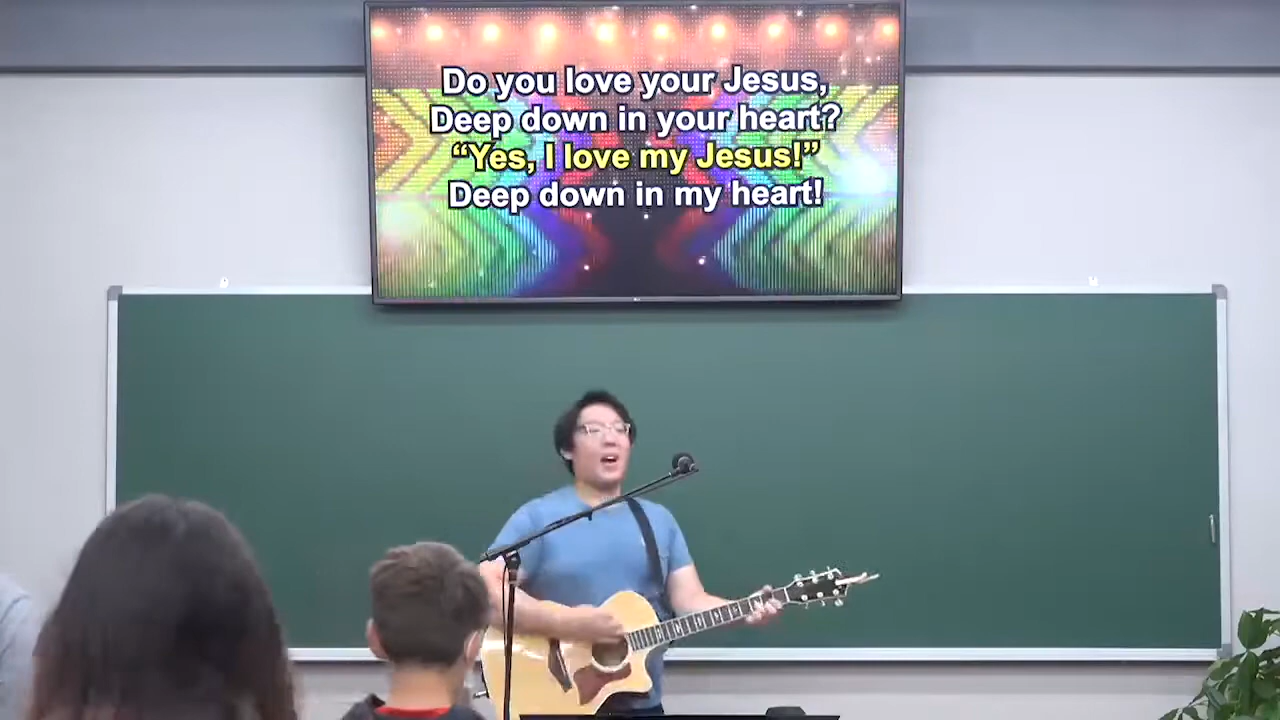 Do you love your Jesus,
Deep down in your heart?
“Yes, I love my Jesus!”
Deep down in my heart!